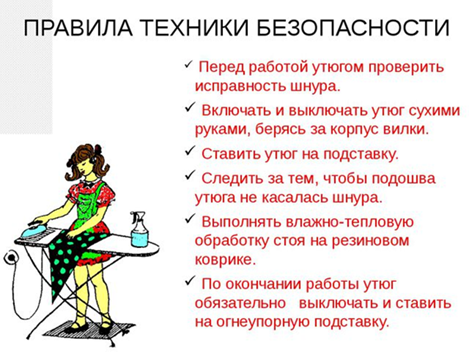 ПРАВИЛА ТЕХНИКИ БЕЗОПАСНОСТИ
✓ Перед работой утюгом проверить
исправность шнура.
✓ Включать и выключать утюг сухими
руками, берясь за корпус вилки.
✓ Ставить утюг на подставку.
✓ Следить за тем, чтобы подошва
утюга не касалась шнура.
✓ Выполнять влажно-тепловую
обработку стоя на резиновом
коврике.
✓ По окончании работы утюг
обязательно выключать и ставить
на огнеупорную подставку.